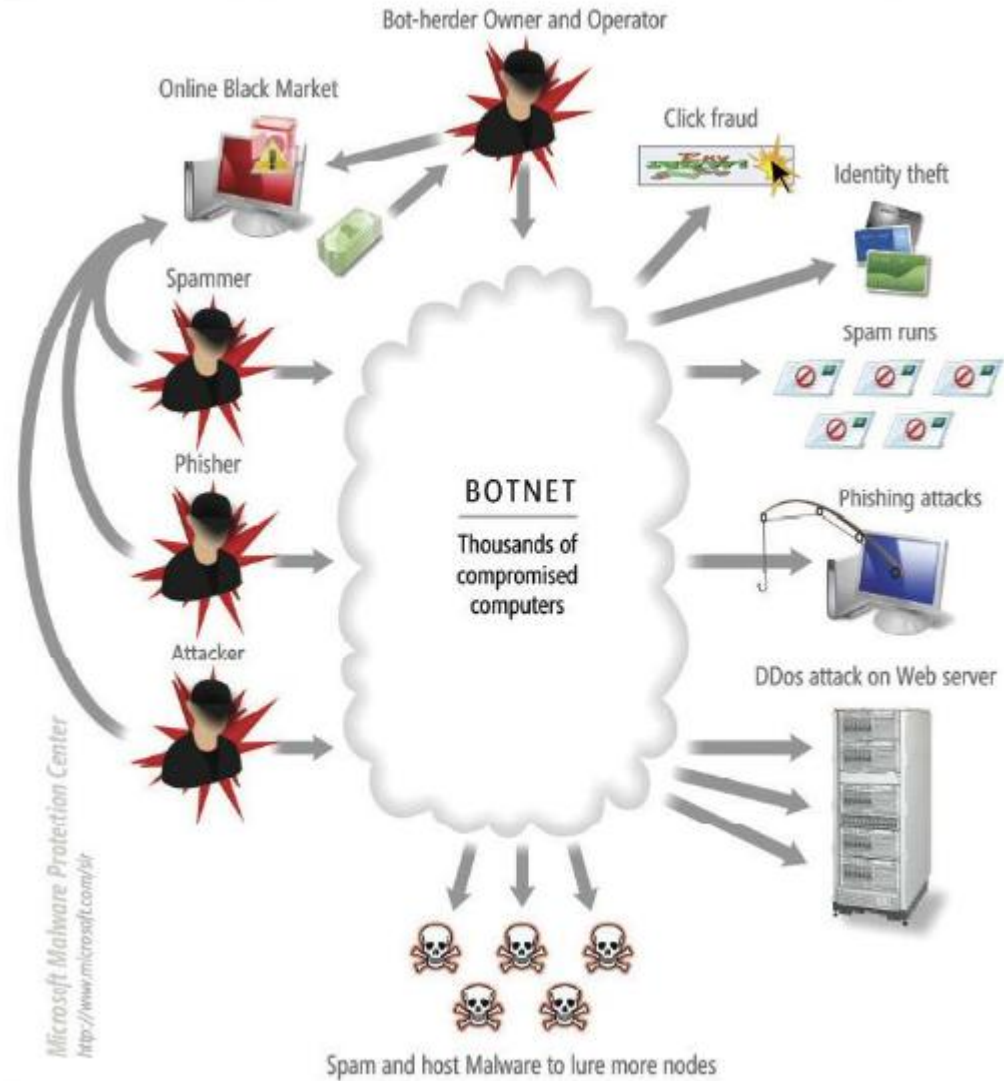 Bot-herder Owner and Operator
Online Black Market
Click fraud
Identity theft
Spammer
Spam runs
Phisher
BOTNET
Thousands of
compromised
computers
Phishing attacks
Attacker
DDos attack on Web server
Microsoft Malware Protection Center
http://www.microsoft.com/sir
Spam and host Malware to lure more nodes